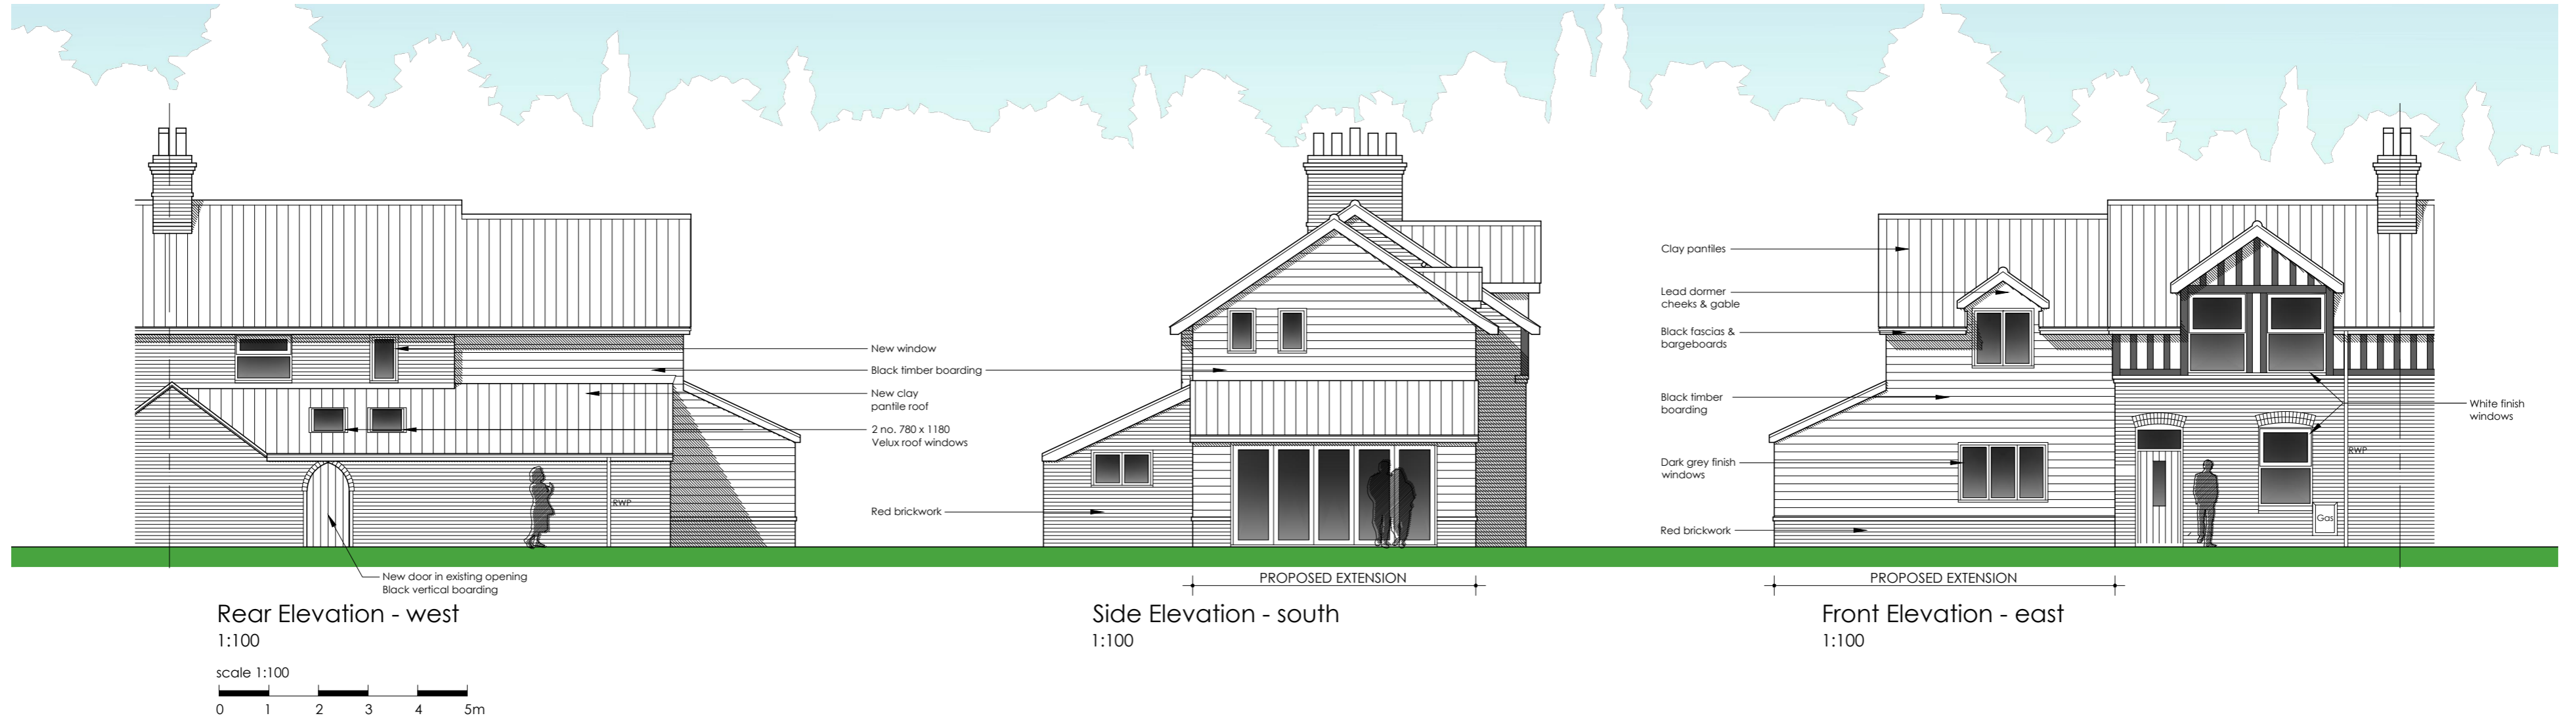 New window
Black timber boarding
New clay
pantile roof
2 no. 780 x 1180
Velux roof windows
Red brickwork
RWP
New door in existing opening
Black vertical boarding
Rear Elevation - west
1:100
scale 1:100
0 1 2 3 4 5m
PROPOSED EXTENSION
Side Elevation - south
1:100
Clay pantiles
Lead dormer
cheeks & gable
Black fascias &
bargeboards
Black timber
boarding
Dark grey finish
windows
Red brickwork
White finish
windows
RWP
Gas
PROPOSED EXTENSION
Front Elevation - east
1:100